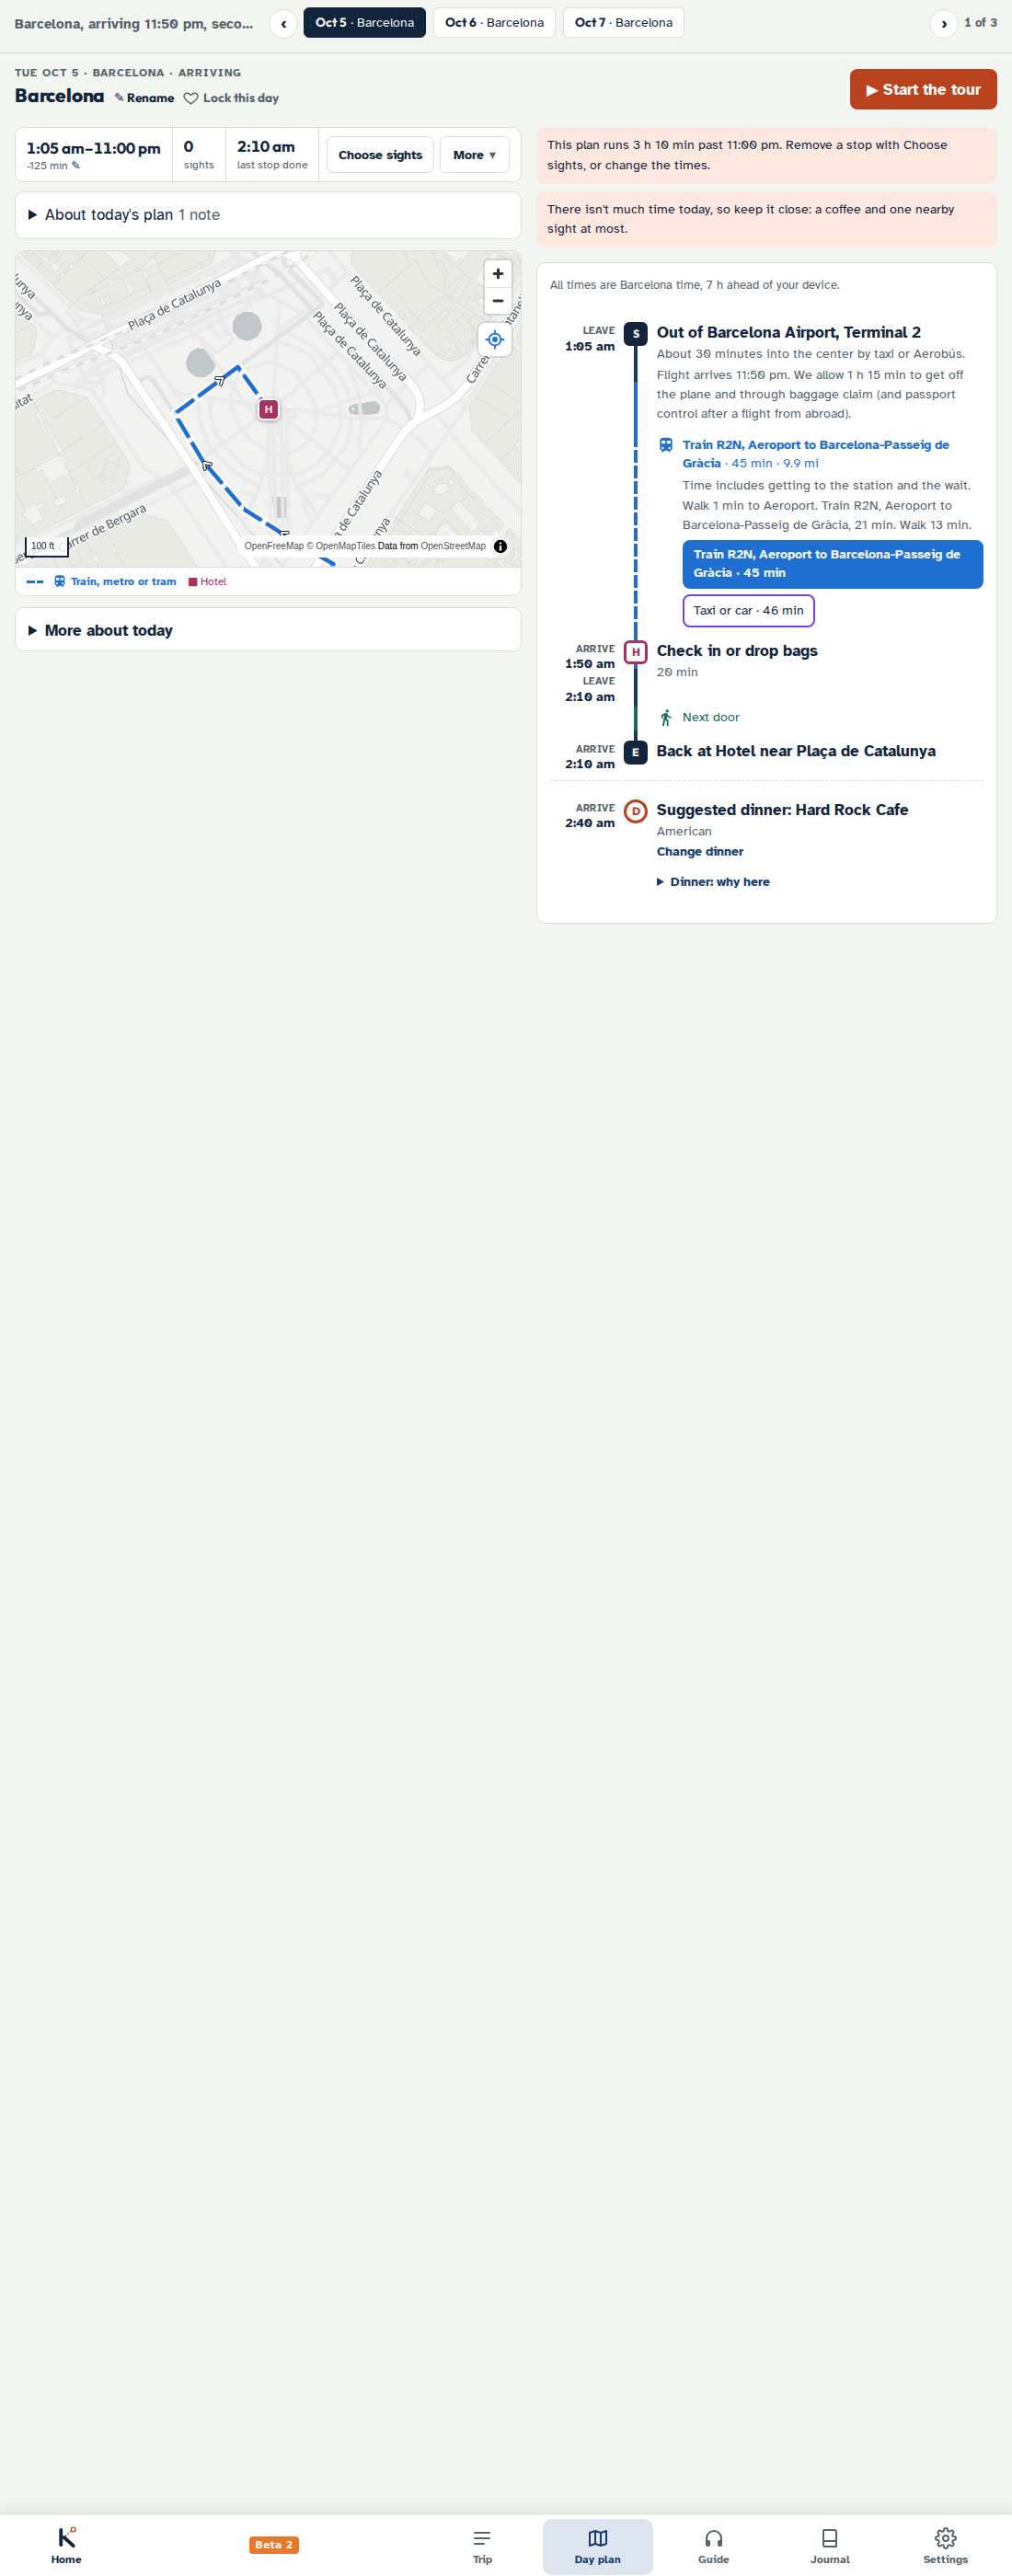 Barcelona, arriving 11:50 pm, seco...
‹
Oct 5 · Barcelona
Oct 6 · Barcelona
Oct 7 · Barcelona
›
1 of 3
TUE OCT 5 · BARCELONA · ARRIVING
Barcelona
✎ Rename
Lock this day
▶ Start the tour
1:05 am–11:00 pm
-125 min ✎
0
sights
2:10 am
last stop done
Choose sights
More ▾
▶ About today's plan 1 note
Plaça de Catalunya
Plaça de Catalunya
Plaça de Catalunya
Plaça de Catalunya
H
+
−
100 ft
OpenFreeMap © OpenMapTiles Data from OpenStreetMap
Train, metro or tram
Hotel
▶ More about today
This plan runs 3 h 10 min past 11:00 pm. Remove a stop with Choose
sights, or change the times.
There isn't much time today, so keep it close: a coffee and one nearby
sight at most.
All times are Barcelona time, 7 h ahead of your device.
LEAVE
1:05 am
S
Out of Barcelona Airport, Terminal 2
About 30 minutes into the center by taxi or Aerobús.
Flight arrives 11:50 pm. We allow 1 h 15 min to get off
the plane and through baggage claim (and passport
control after a flight from abroad).
Train R2N, Aeroport to Barcelona-Passeig de
Gràcia · 45 min · 9.9 mi
Time includes getting to the station and the wait.
Walk 1 min to Aeroport. Train R2N, Aeroport to
Barcelona-Passeig de Gràcia, 21 min. Walk 13 min.
Train R2N, Aeroport to Barcelona-Passeig de
Gràcia · 45 min
Taxi or car · 46 min
ARRIVE
1:50 am
LEAVE
2:10 am
H
Check in or drop bags
20 min
Next door
ARRIVE
2:10 am
E
Back at Hotel near Plaça de Catalunya
ARRIVE
2:40 am
D
Suggested dinner: Hard Rock Cafe
American
Change dinner
▶ Dinner: why here
Home
Beta 2
Trip
Day plan
Guide
Journal
Settings